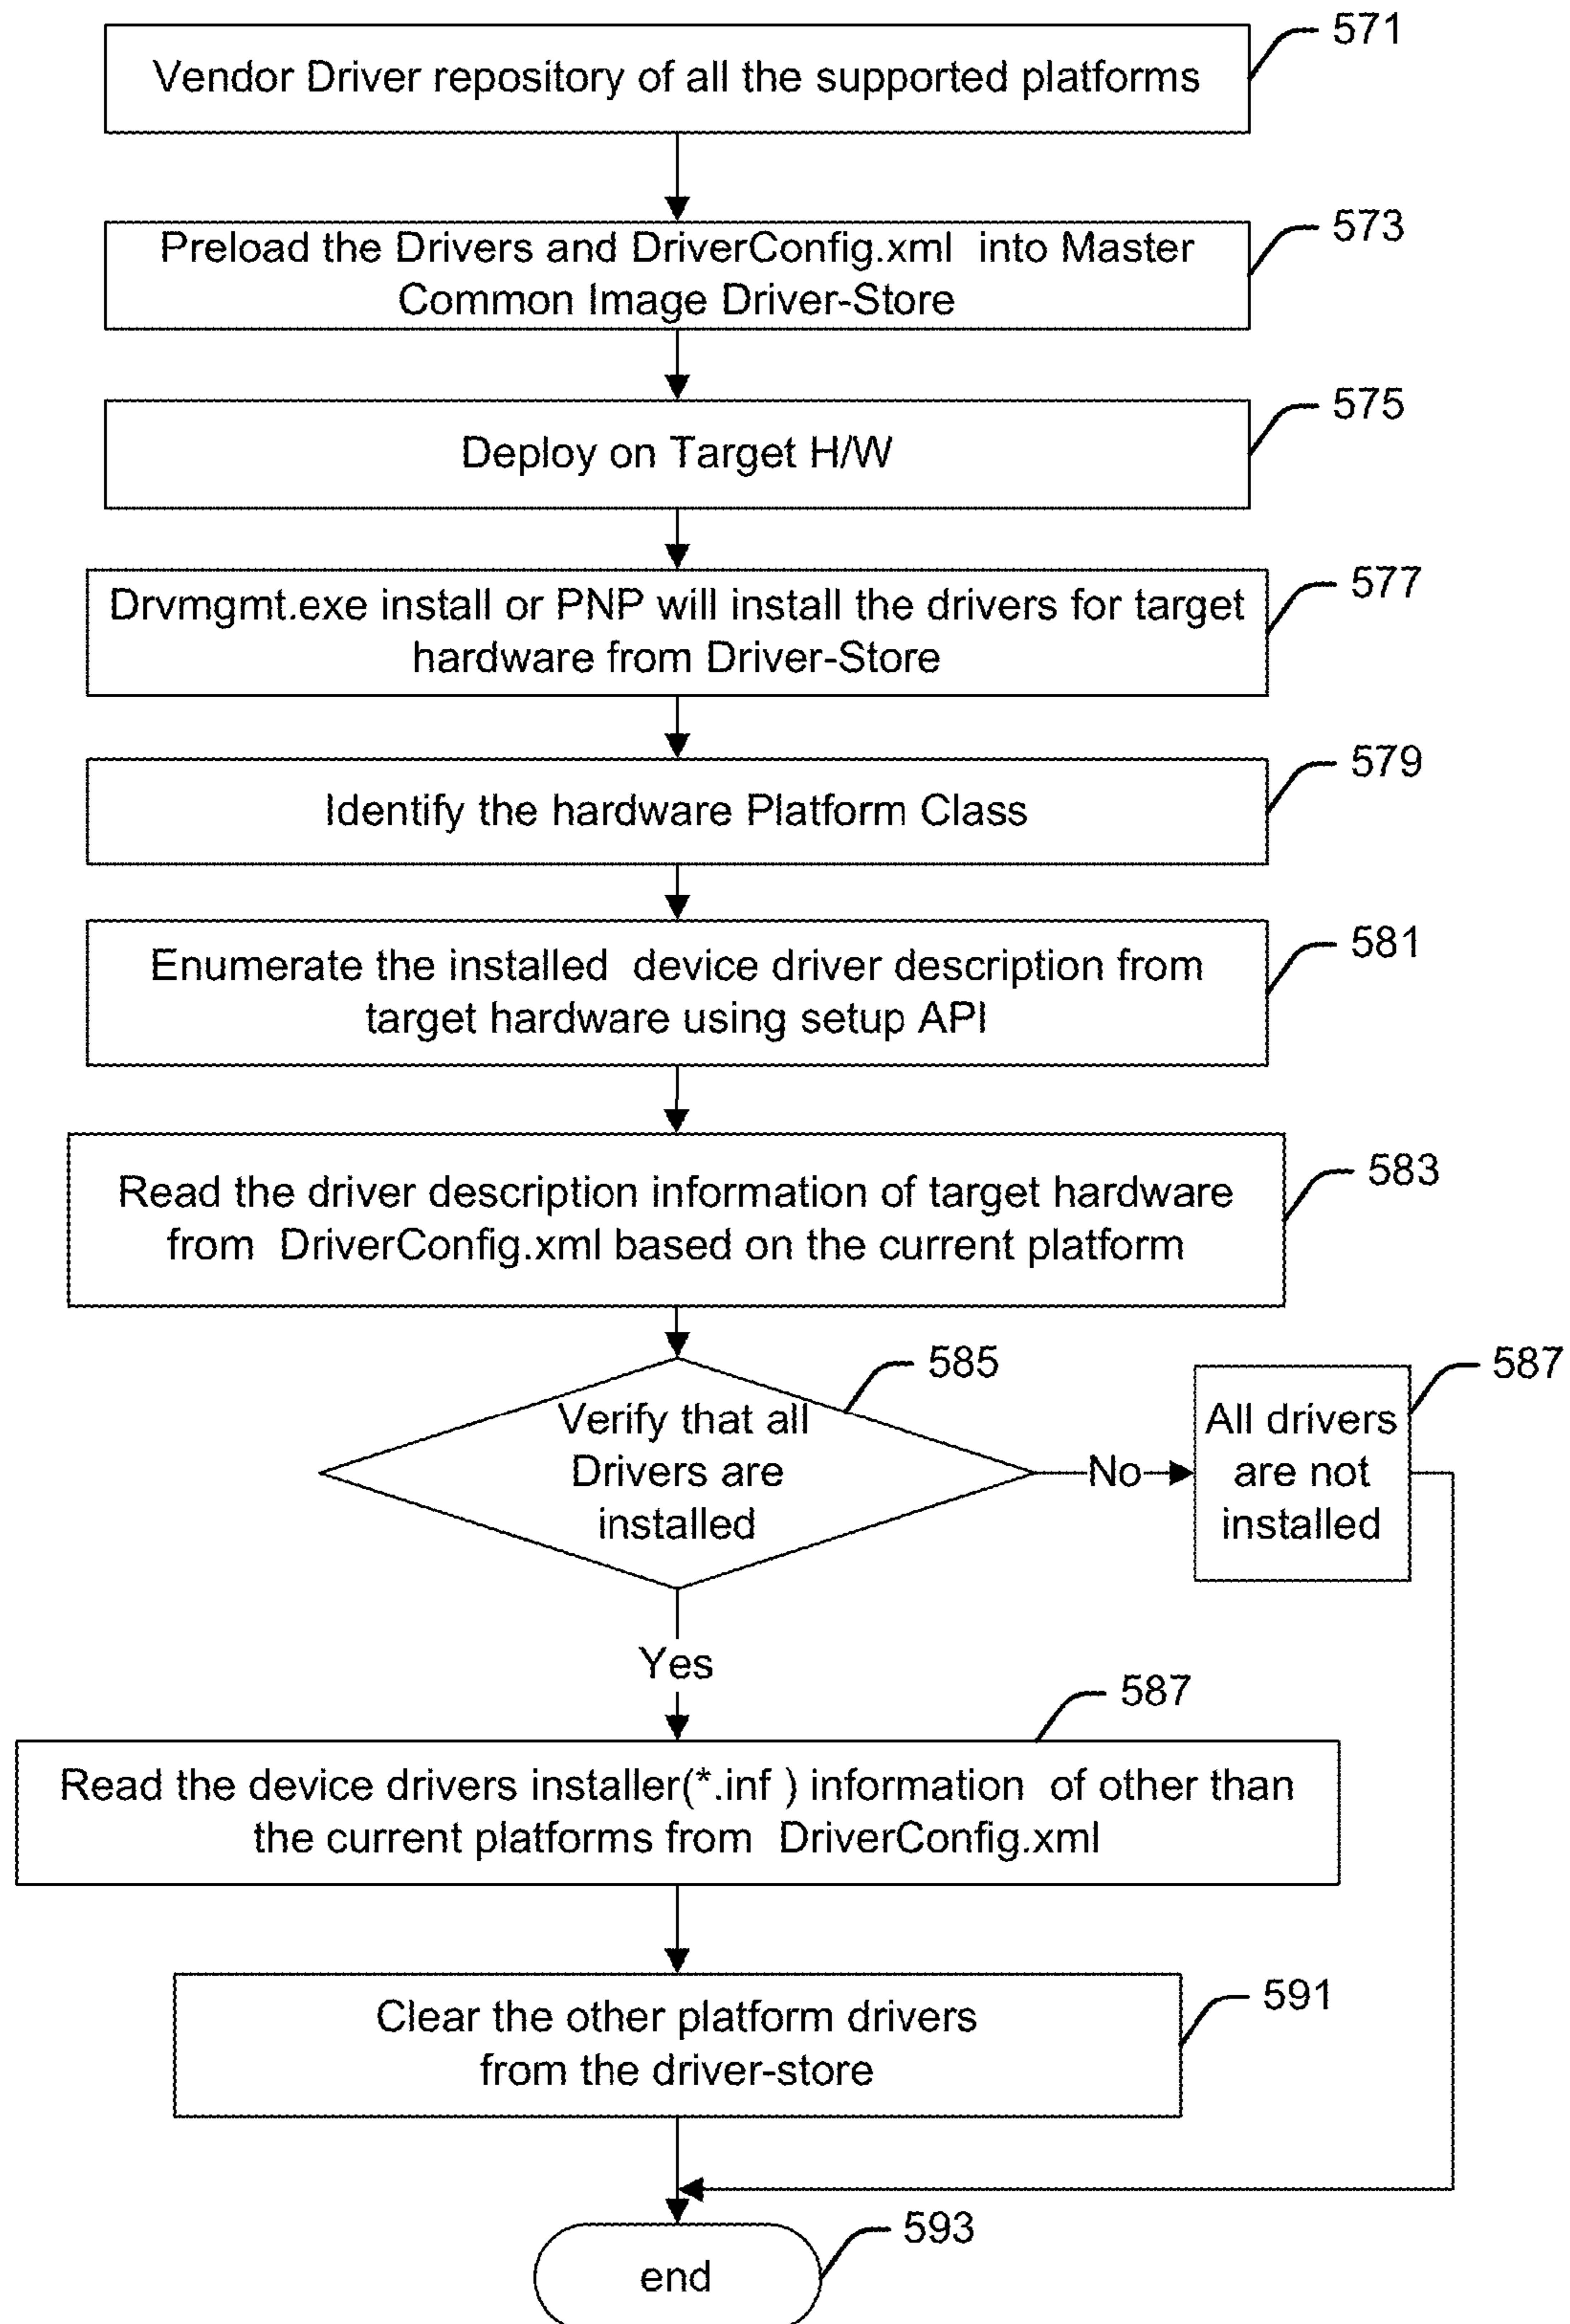 571
Vendor Driver repository of all the supported platforms
573
Preload the Drivers and DriverConfig.xml into Master
Common Image Driver-Store
575
Deploy on Target H/W
577
Drvmgmt.exe install or PNP will install the drivers for target
hardware from Driver-Store
579
Identify the hardware Platform Class
581
Enumerate the installed device driver description from
target hardware using setup API
583
Read the driver description information of target hardware
from DriverConfig.xml based on the current platform
585
Verify that all
Drivers are
installed
No
587
All drivers
are not
installed
Yes
587
Read the device drivers installer(*.inf ) information of other than
the current platforms from DriverConfig.xml
591
Clear the other platform drivers
from the driver-store
593
end